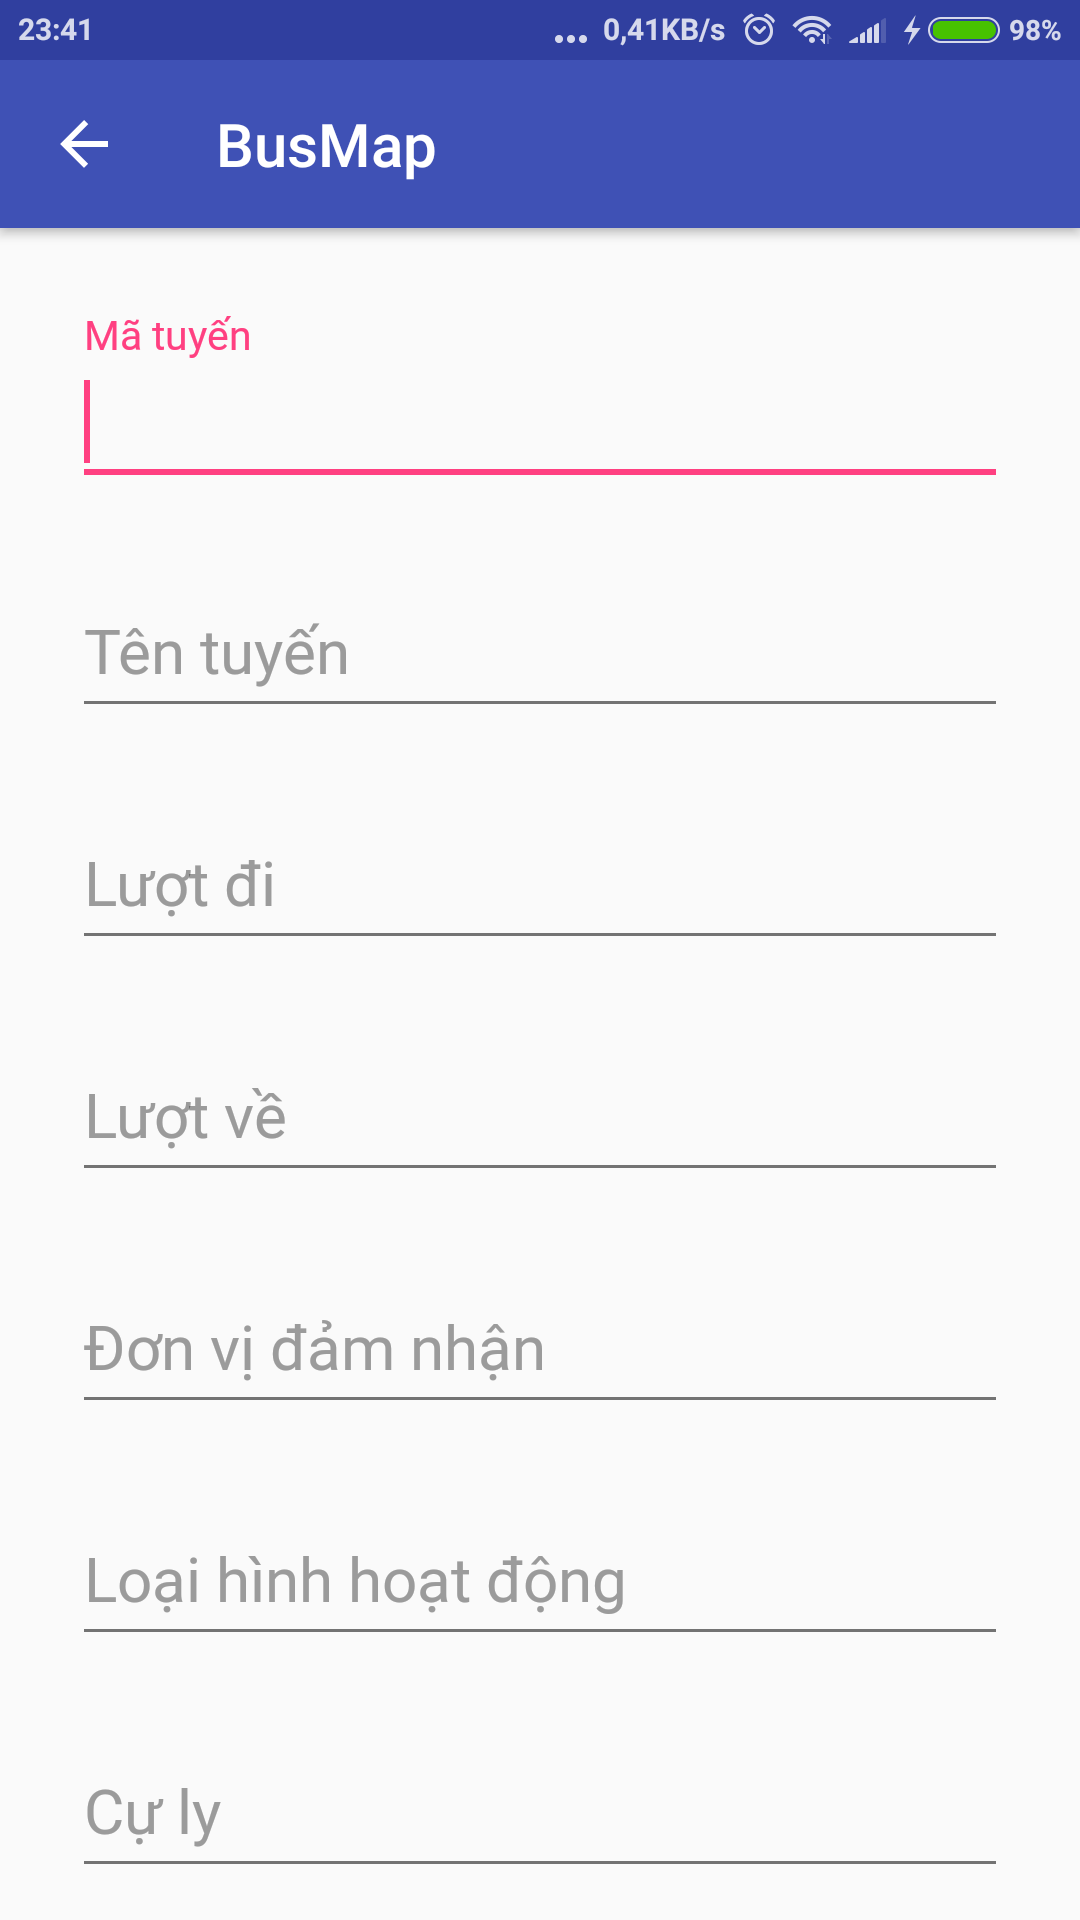 23:41 ... 0,41KB/s 98%
BusMap
Mã tuyến
Tên tuyến
Lượt đi
Lượt về
Đơn vị đảm nhận
Loại hình hoạt động
Cự ly